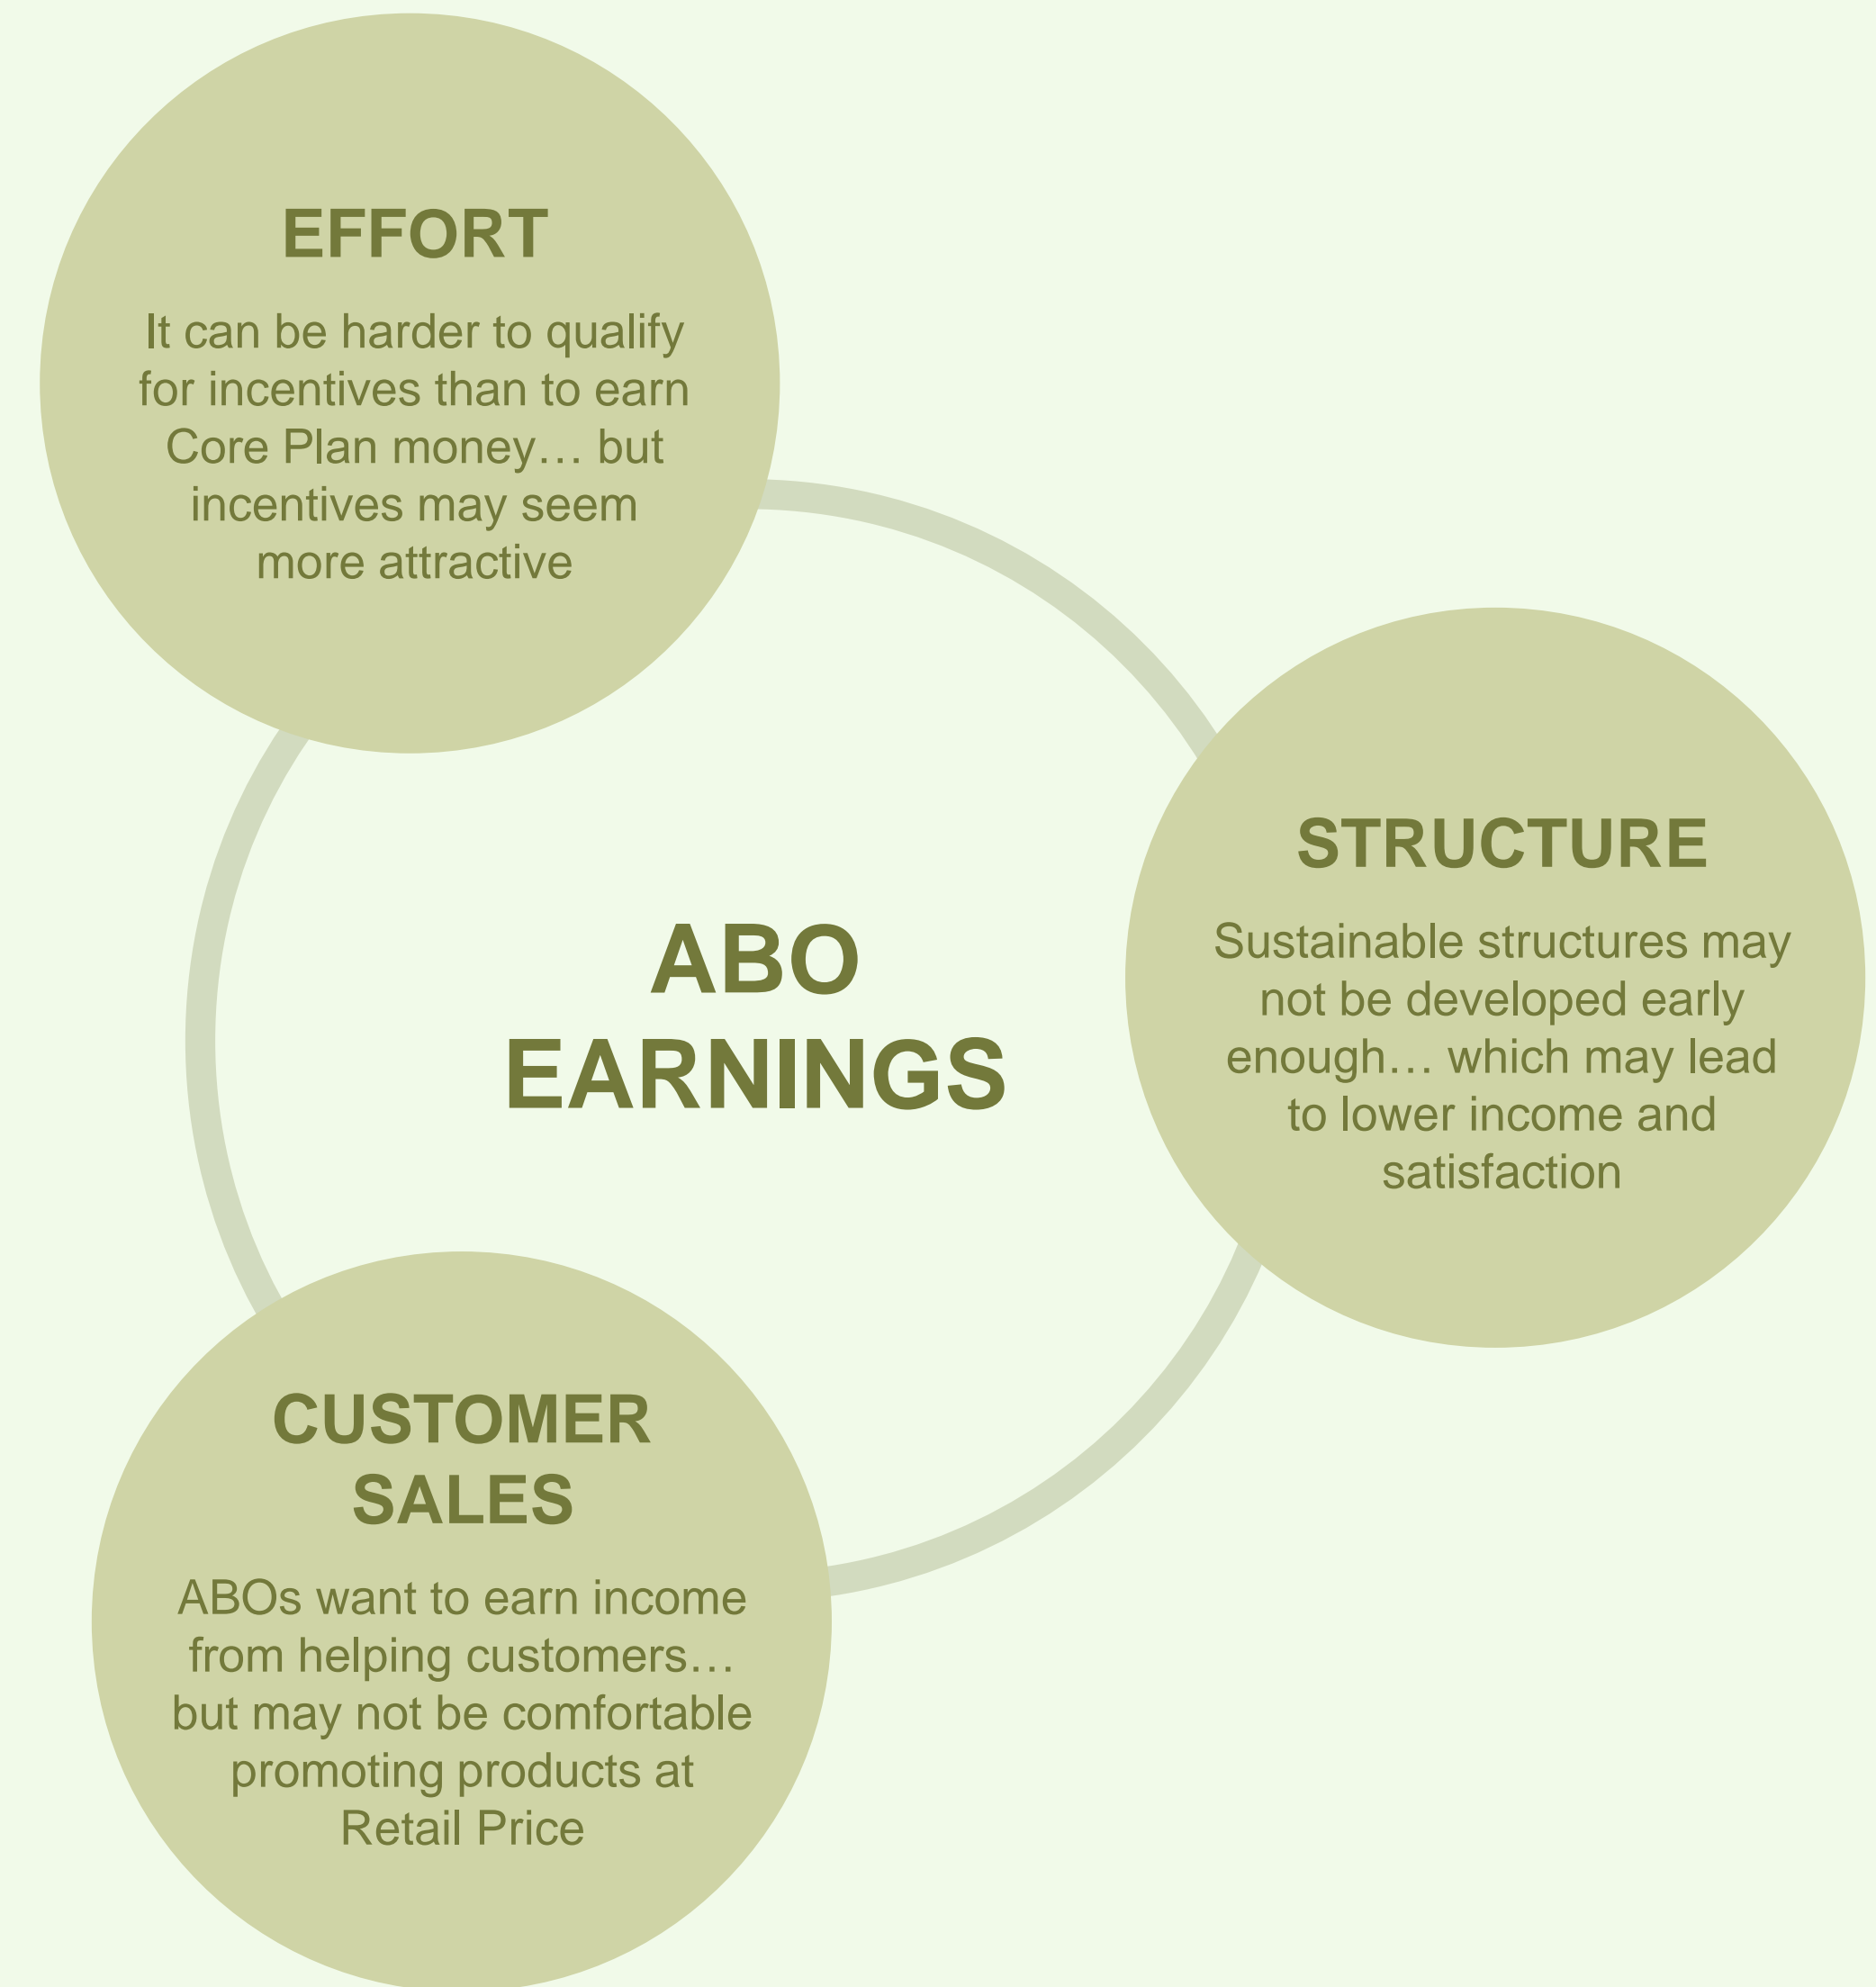 EFFORT
It can be harder to qualify
for incentives than to earn
Core Plan money… but
incentives may seem
more attractive
STRUCTURE
Sustainable structures may
not be developed early
enough… which may lead
to lower income and
satisfaction
ABO
EARNINGS
CUSTOMER
SALES
ABOs want to earn income
from helping customers…
but may not be comfortable
promoting products at
Retail Price